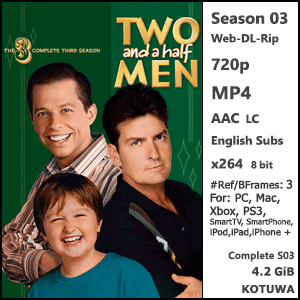 THE 3 COMPLETE THIRD SEASON
TWO
and a half
MEN
Season 03
Web-DL-Rip
720p
MP4
AAC LC
English Subs
x264 8 bit
#Ref/BFrames: 3
For: PC, Mac,
Xbox, PS3,
SmartTV, SmartPhone,
iPod,iPad,iPhone +
Complete S03
4.2 GiB
KOTUWA